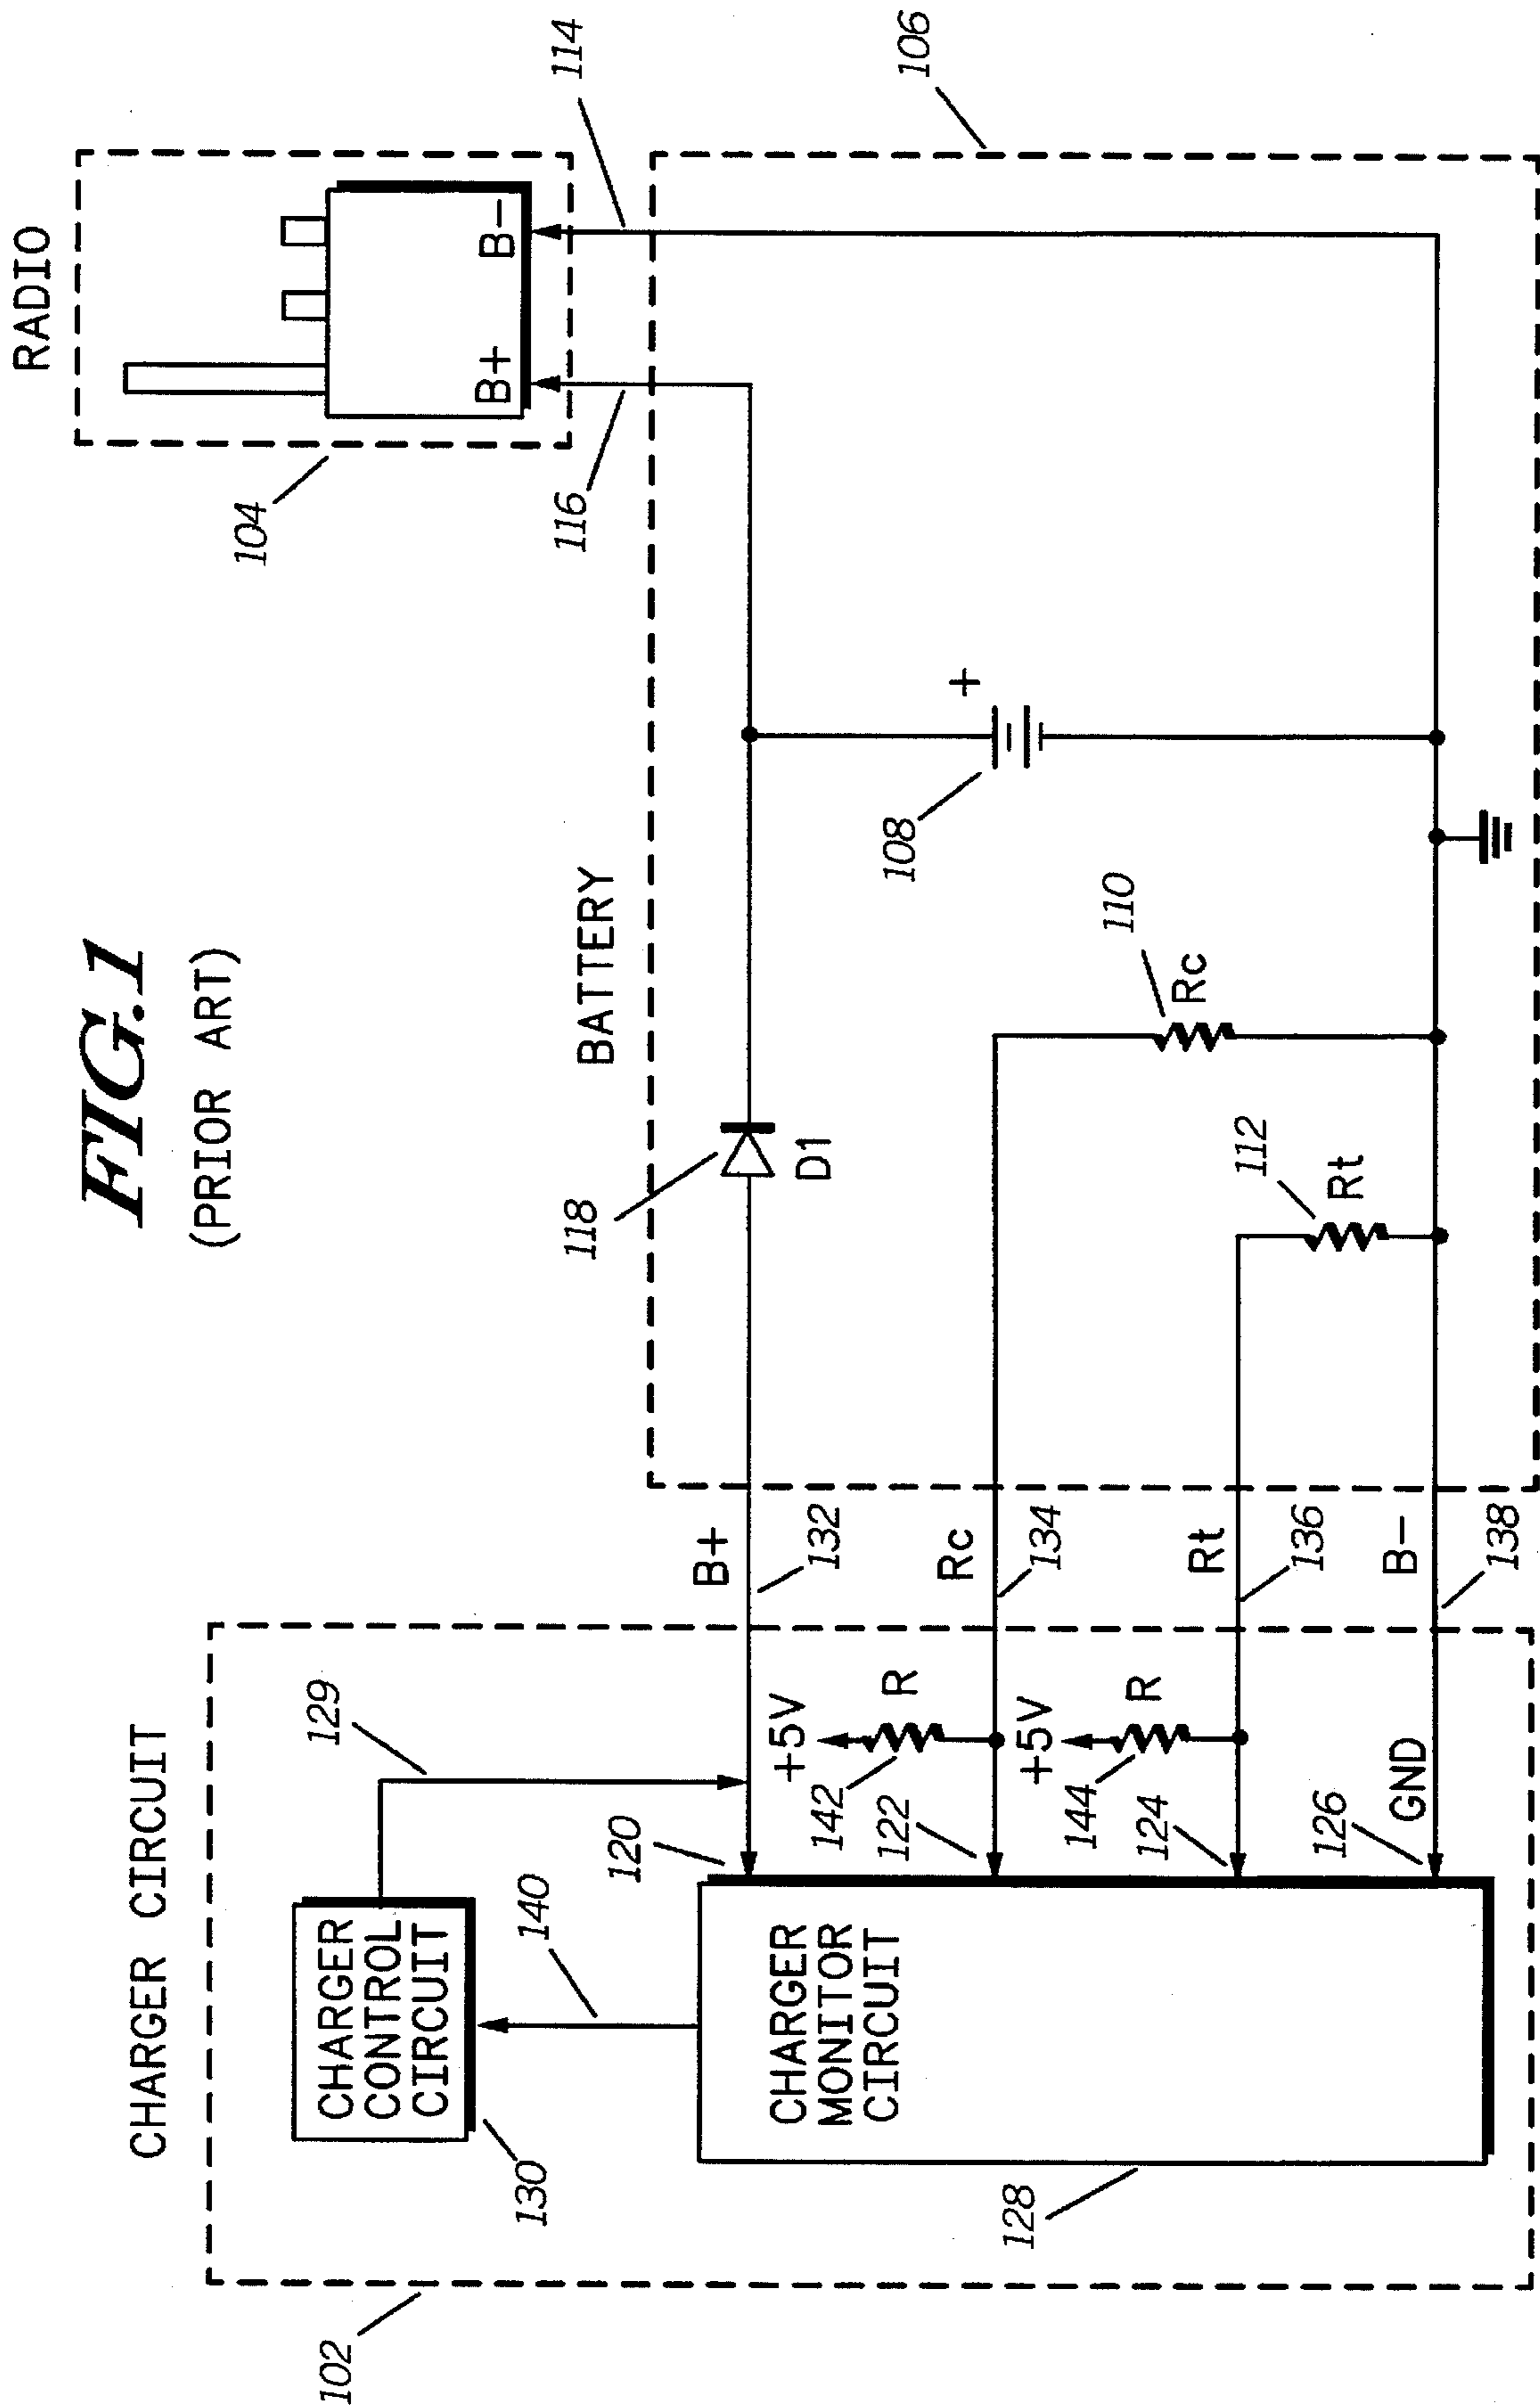 FIG.1
(PRIOR ART)
RADIO
B+
B-
104
116
114
BATTERY
106
118
D1
108
+
110
Rc
112
Rt
CHARGER CIRCUIT
102
129
CHARGER
CONTROL
CIRCUIT
130
140
120
B+
132
+5V
R
142
122
Rc
134
+5V
R
144
124
Rt
136
GND
126
B-
138
CHARGER
MONITOR
CIRCUIT
128